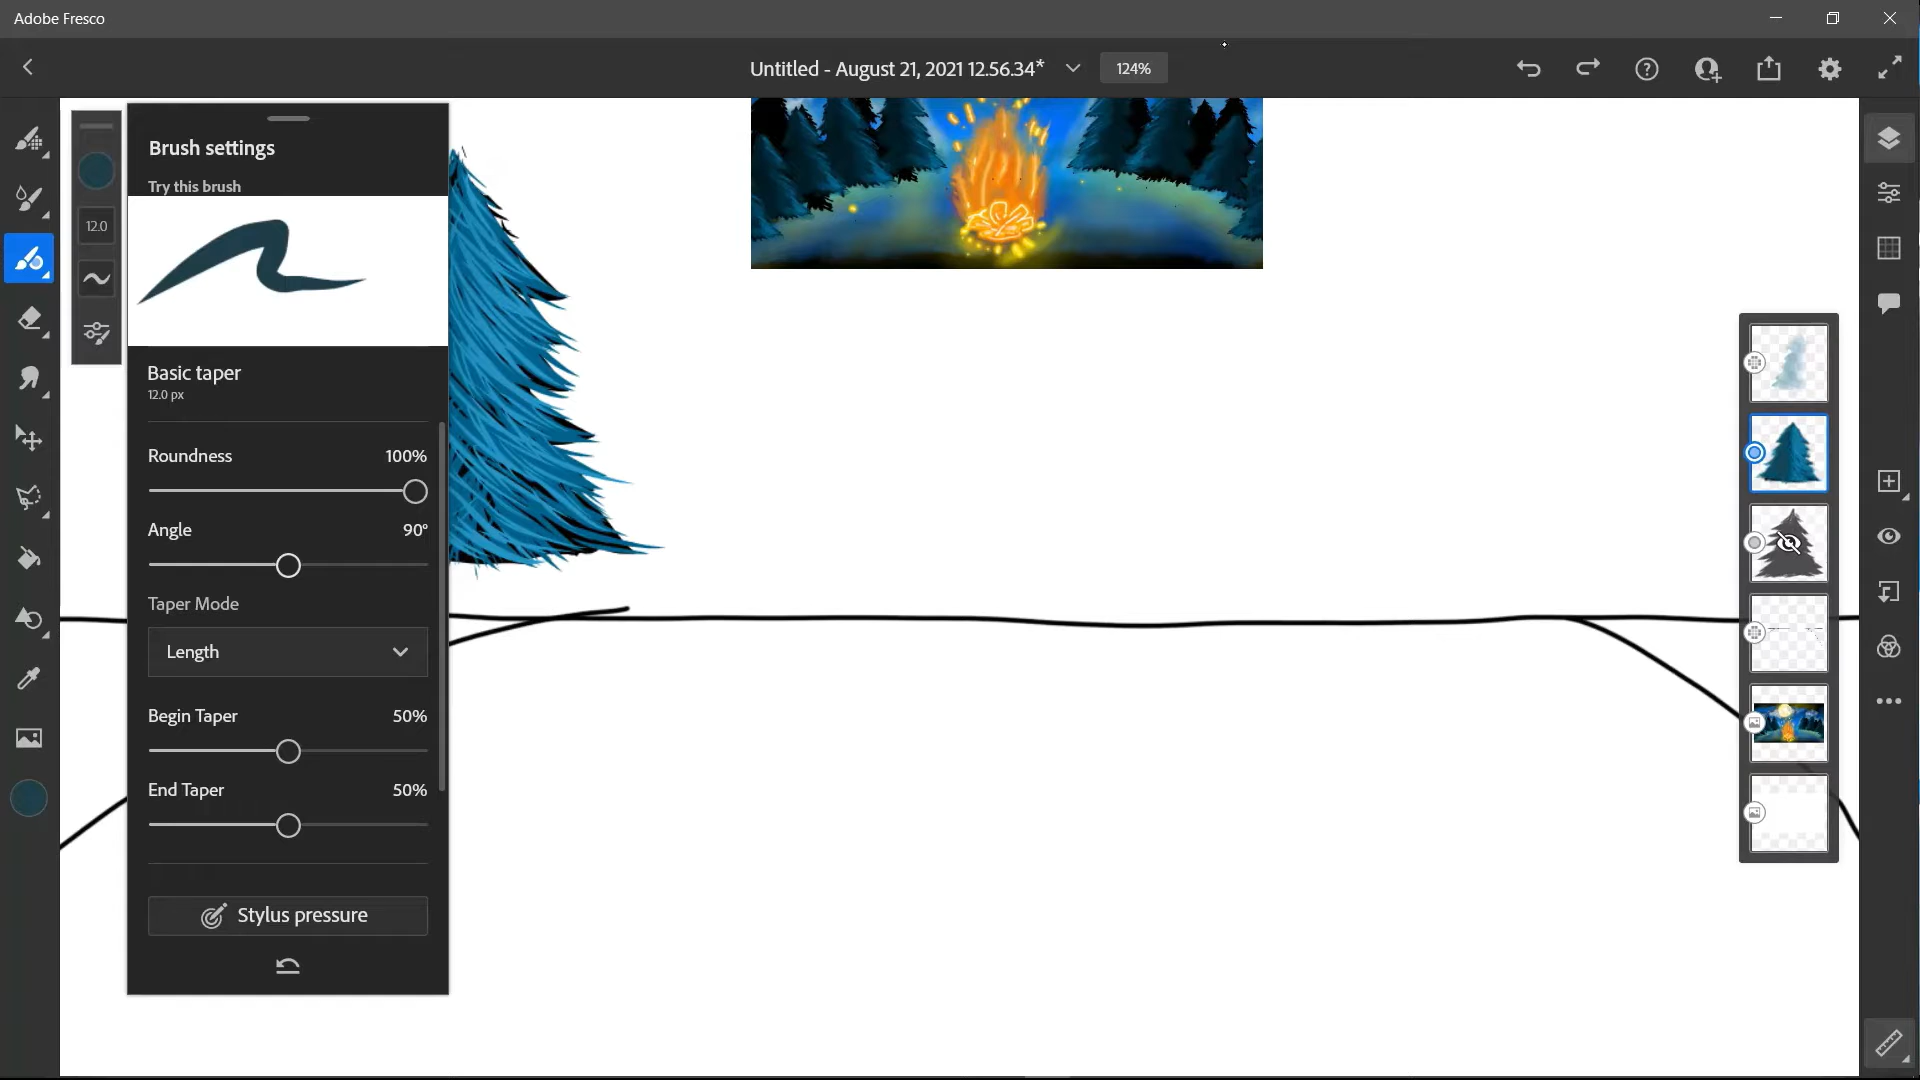 Adobe Fresco
Untitled - August 21, 2021 12.56.34*
124%
Brush settings
Try this brush
12.0
Basic taper
12.0 px
Roundness 100%
Angle 90°
Taper Mode
Length
Begin Taper 50%
End Taper 50%
Stylus pressure